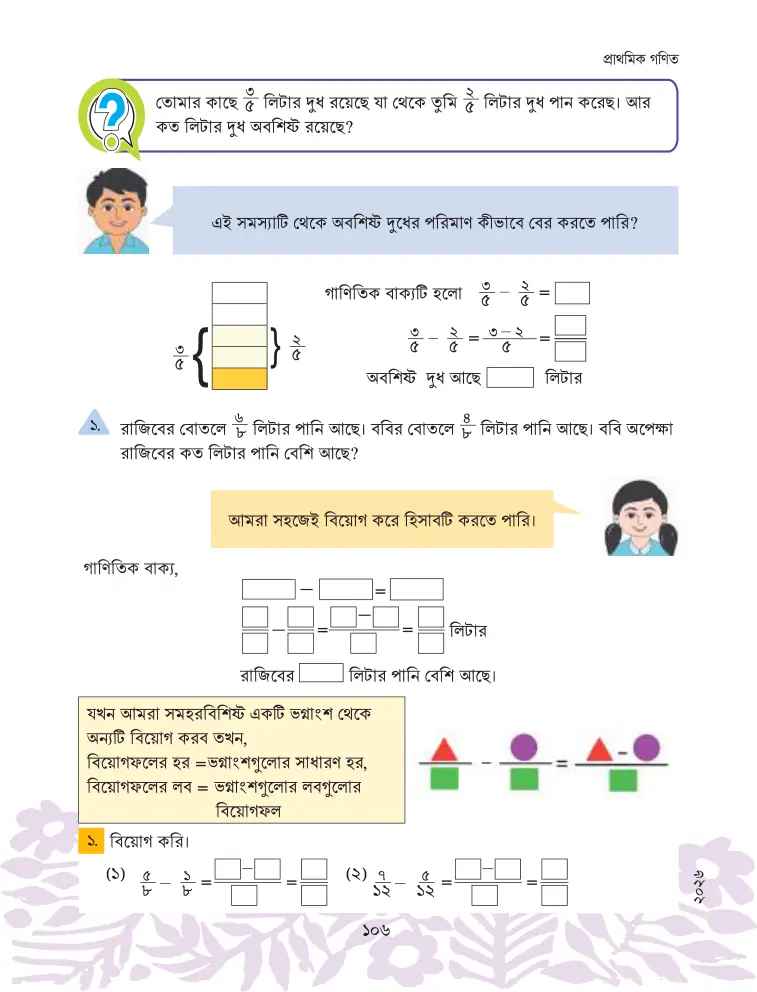 প্রাথমিক গণিত
তোমার কাছে ৩/৫ লিটার দুধ রয়েছে যা থেকে তুমি ২/৫ লিটার দুধ পান করেছ। আর
কত লিটার দুধ অবশিষ্ট রয়েছে?
এই সমস্যাটি থেকে অবশিষ্ট দুধের পরিমাণ কীভাবে বের করতে পারি?
গাণিতিক বাক্যটি হলো ৩/৫ − ২/৫ = □
৩/৫ − ২/৫ = ৩−২/৫ = □/□
৩/৫ { } ২/৫
অবশিষ্ট দুধ আছে □ লিটার
১. রাজিবের বোতলে ৬/৮ লিটার পানি আছে। ববির বোতলে ৪/৮ লিটার পানি আছে। ববি অপেক্ষা
রাজিবের কত লিটার পানি বেশি আছে?
আমরা সহজেই বিয়োগ করে হিসাবটি করতে পারি।
গাণিতিক বাক্য,
□ − □ = □
□/□ − □/□ = □−□/□ = □/□ লিটার
রাজিবের □ লিটার পানি বেশি আছে।
যখন আমরা সমহরবিশিষ্ট একটি ভগ্নাংশ থেকে
অন্যটি বিয়োগ করব তখন,
বিয়োগফলের হর =ভগ্নাংশগুলোর সাধারণ হর,
বিয়োগফলের লব = ভগ্নাংশগুলোর লবগুলোর
বিয়োগফল
১. বিয়োগ করি।
(১) ৫/৮ − ১/৮ = □−□/□ = □/□ (২) ৭/১২ − ৫/১২ = □−□/□ = □/□
২০২৬
১০৬